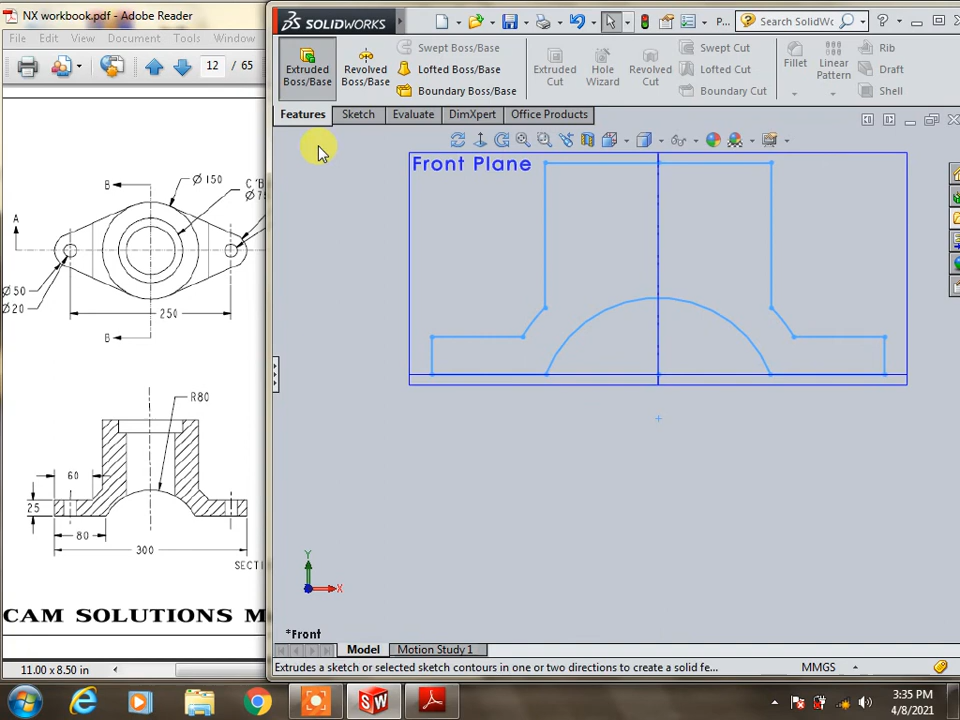 NX workbook.pdf - Adobe Reader
File Edit View Document Tools Window
12 / 65
B
Ø 150
C'B
Ø 7
A
Ø50
Ø20
250
B
R80
60
25
80
300
SECTI
CAM SOLUTIONS M
11.00 x 8.50 in
SOLIDWORKS
P...
Search SolidWo
Extruded Boss/Base
Revolved Boss/Base
Swept Boss/Base
Lofted Boss/Base
Boundary Boss/Base
Extruded Cut
Hole Wizard
Revolved Cut
Swept Cut
Lofted Cut
Boundary Cut
Fillet
Linear Pattern
Rib
Draft
Shell
Features Sketch Evaluate DimXpert Office Products
Front Plane
Y
X
*Front
Model Motion Study 1
Extrudes a sketch or selected sketch contours in one or two directions to create a solid fe...
MMGS
3:35 PM
4/8/2021